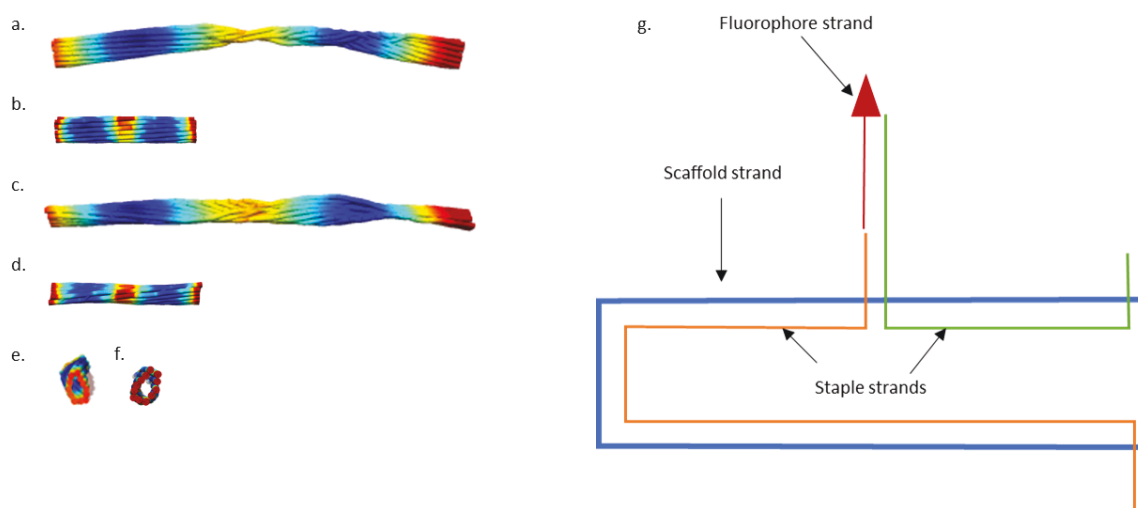 a.
b.
c.
d.
e.
f.
g.
Fluorophore strand
Scaffold strand
Staple strands